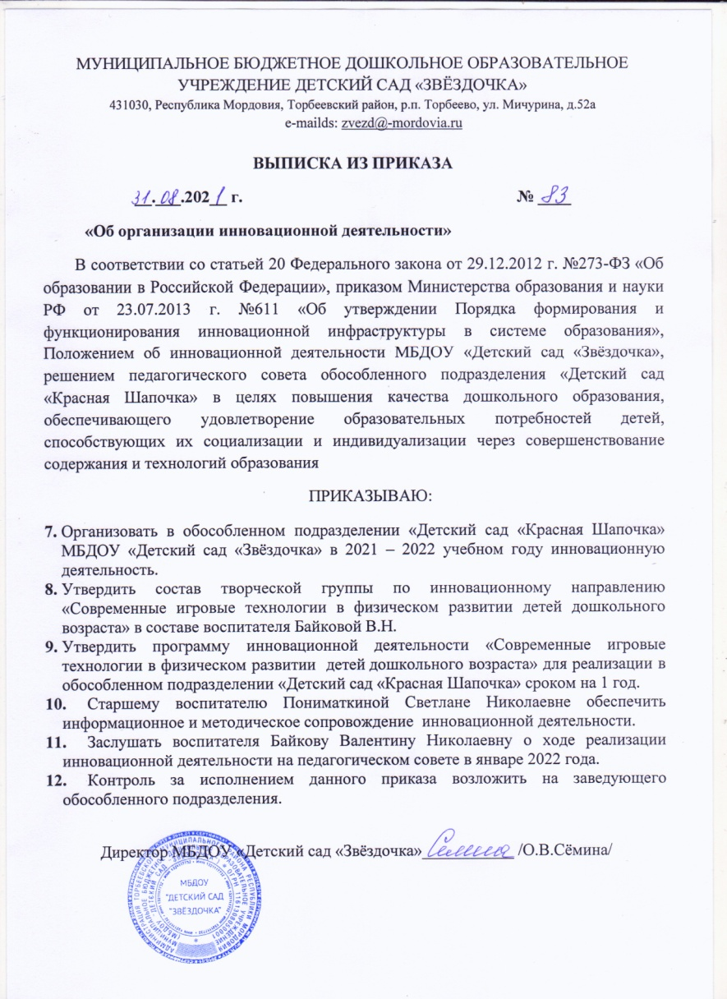 МУНИЦИПАЛЬНОЕ БЮДЖЕТНОЕ ДОШКОЛЬНОЕ ОБРАЗОВАТЕЛЬНОЕ
УЧРЕЖДЕНИЕ ДЕТСКИЙ САД «ЗВЁЗДОЧКА»
431030, Республика Мордовия, Торбеевский район, р.п. Торбеево, ул. Мичурина, д.52а
e-mailds: zvezd@-mordovia.ru
ВЫПИСКА ИЗ ПРИКАЗА
31.08.2021 г. № 83
«Об организации инновационной деятельности»
В соответствии со статьей 20 Федерального закона от 29.12.2012 г. №273-ФЗ «Об
образовании в Российской Федерации», приказом Министерства образования и науки
РФ от 23.07.2013 г. №611 «Об утверждении Порядка формирования и
функционирования инновационной инфраструктуры в системе образования»,
Положением об инновационной деятельности МБДОУ «Детский сад «Звёздочка»,
решением педагогического совета обособленного подразделения «Детский сад
«Красная Шапочка» в целях повышения качества дошкольного образования,
обеспечивающего удовлетворение образовательных потребностей детей,
способствующих их социализации и индивидуализации через совершенствование
содержания и технологий образования
ПРИКАЗЫВАЮ:
7. Организовать в обособленном подразделении «Детский сад «Красная Шапочка»
МБДОУ «Детский сад «Звёздочка» в 2021 – 2022 учебном году инновационную
деятельность.
8. Утвердить состав творческой группы по инновационному направлению
«Современные игровые технологии в физическом развитии детей дошкольного
возраста» в составе воспитателя Байковой В.Н.
9. Утвердить программу инновационной деятельности «Современные игровые
технологии в физическом развитии детей дошкольного возраста» для реализации в
обособленном подразделении «Детский сад «Красная Шапочка» сроком на 1 год.
10. Старшему воспитателю Пониматкиной Светлане Николаевне обеспечить
информационное и методическое сопровождение инновационной деятельности.
11. Заслушать воспитателя Байкову Валентину Николаевну о ходе реализации
инновационной деятельности на педагогическом совете в январе 2022 года.
12. Контроль за исполнением данного приказа возложить на заведующего
обособленного подразделения.
Директор МБДОУ «Детский сад «Звёздочка» Семина /О.В.Сёмина/
МБДОУ
"ДЕТСКИЙ САД
"ЗВЁЗДОЧКА"